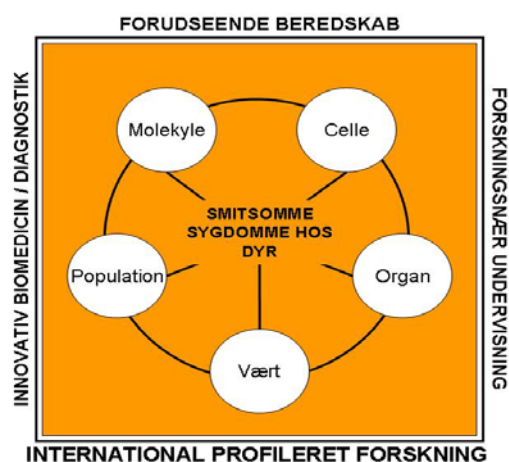 FORUDSEENDE BEREDSKAB
INNOVATIV BIOMEDICIN / DIAGNOSTIK
FORSKNINGSNÆR UNDERVISNING
Molekyle
Celle
SMITSOMME
SYGDOMME HOS
DYR
Population
Organ
Vært
INTERNATIONAL PROFILERET FORSKNING